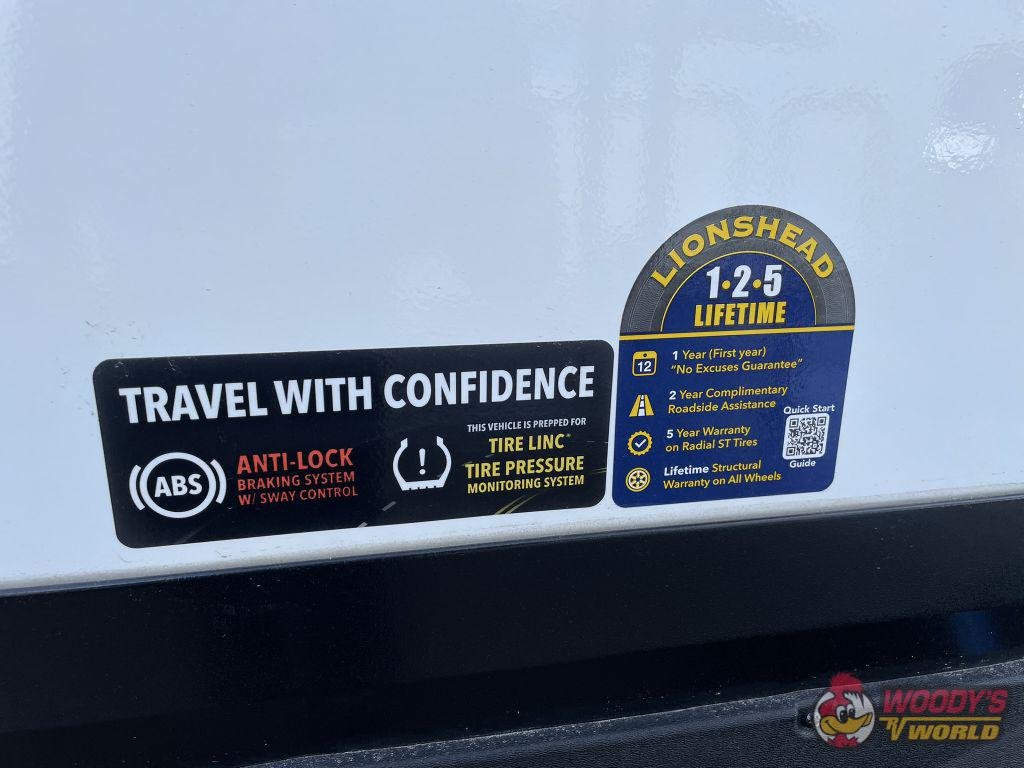 TRAVEL WITH CONFIDENCE
ABS
ANTI-LOCK
BRAKING SYSTEM
W/ SWAY CONTROL
!
THIS VEHICLE IS PREPPED FOR
TIRE LINC®
TIRE PRESSURE
MONITORING SYSTEM
LIONSHEAD
1•2•5
LIFETIME
12
1 Year (First year)
"No Excuses Guarantee"
2 Year Complimentary
Roadside Assistance
5 Year Warranty
on Radial ST Tires
Lifetime Structural
Warranty on All Wheels
Quick Start
Guide
WOODY'S
RV WORLD